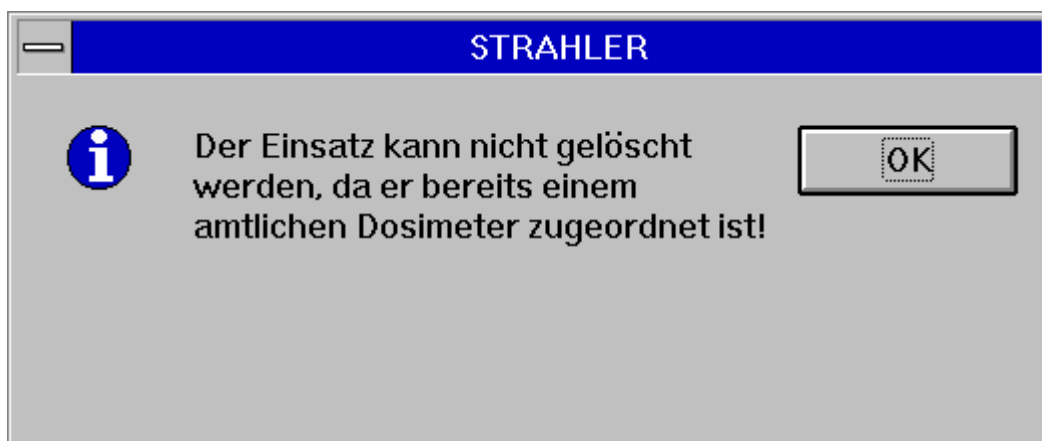 STRAHLER
Der Einsatz kann nicht gelöscht
werden, da er bereits einem
amtlichen Dosimeter zugeordnet ist!
OK